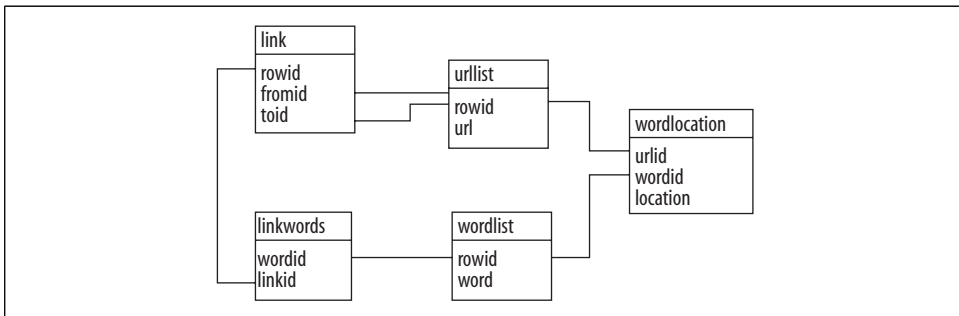 link
rowid
fromid
toid
urllist
rowid
url
wordlocation
urlid
wordid
location
linkwords
wordid
linkid
wordlist
rowid
word